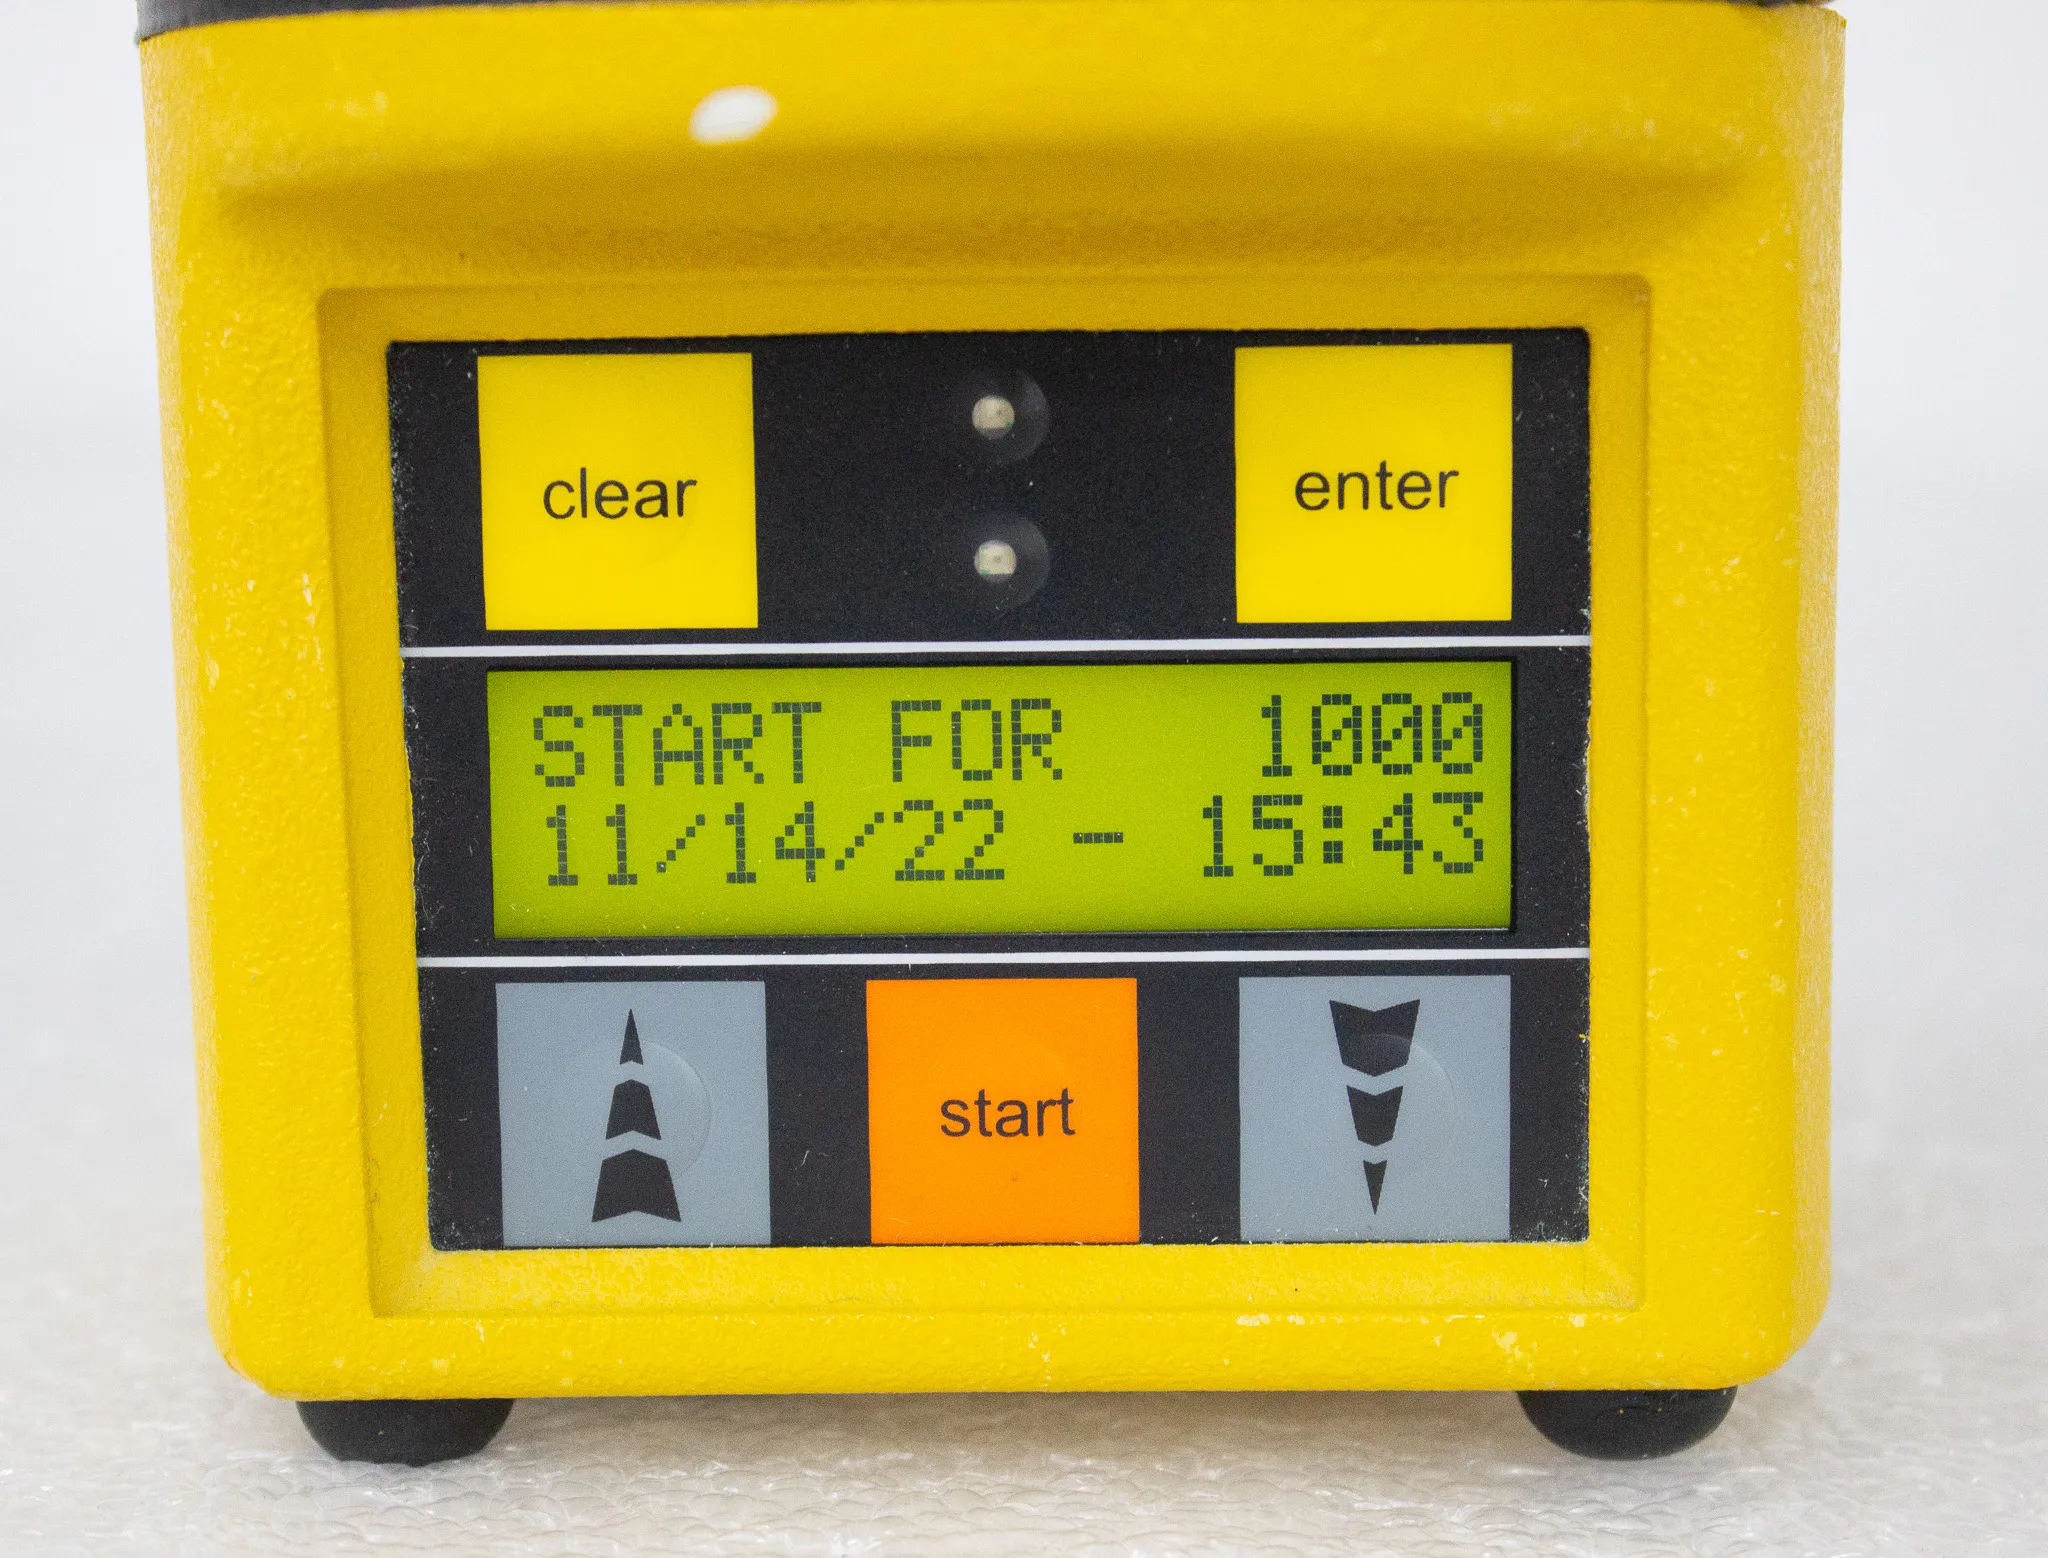 clear
enter
START FOR 1000
11/14/22 - 15:43
start